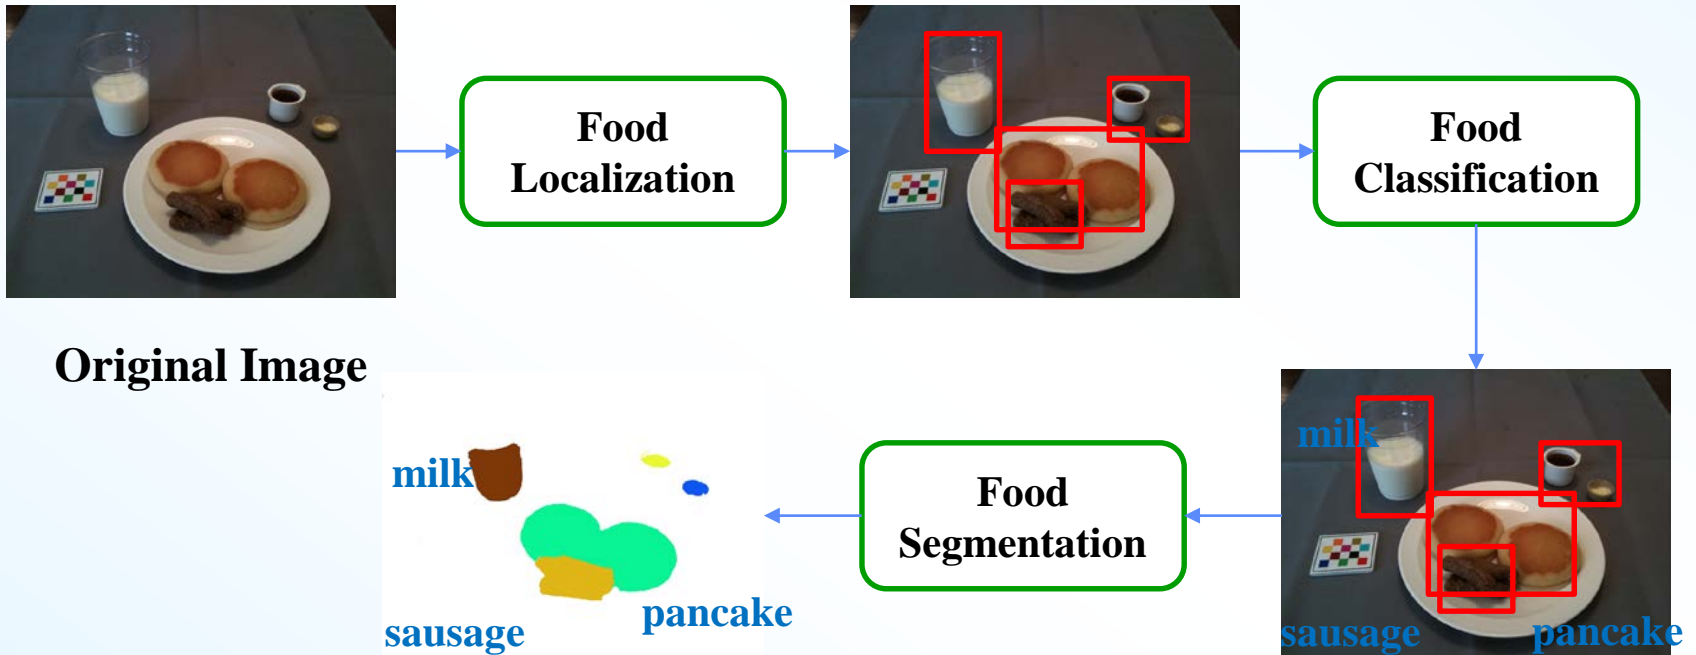 Food
Localization
Food
Classification
Original Image
milk
sausage
pancake
Food
Segmentation
milk
sausage
pancake